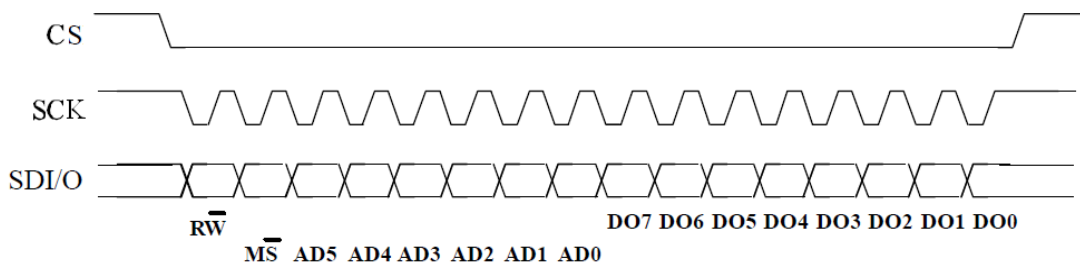 CS
SCK
SDI/O
RW̅ DO7 DO6 DO5 DO4 DO3 DO2 DO1 DO0
MS̅ AD5 AD4 AD3 AD2 AD1 AD0